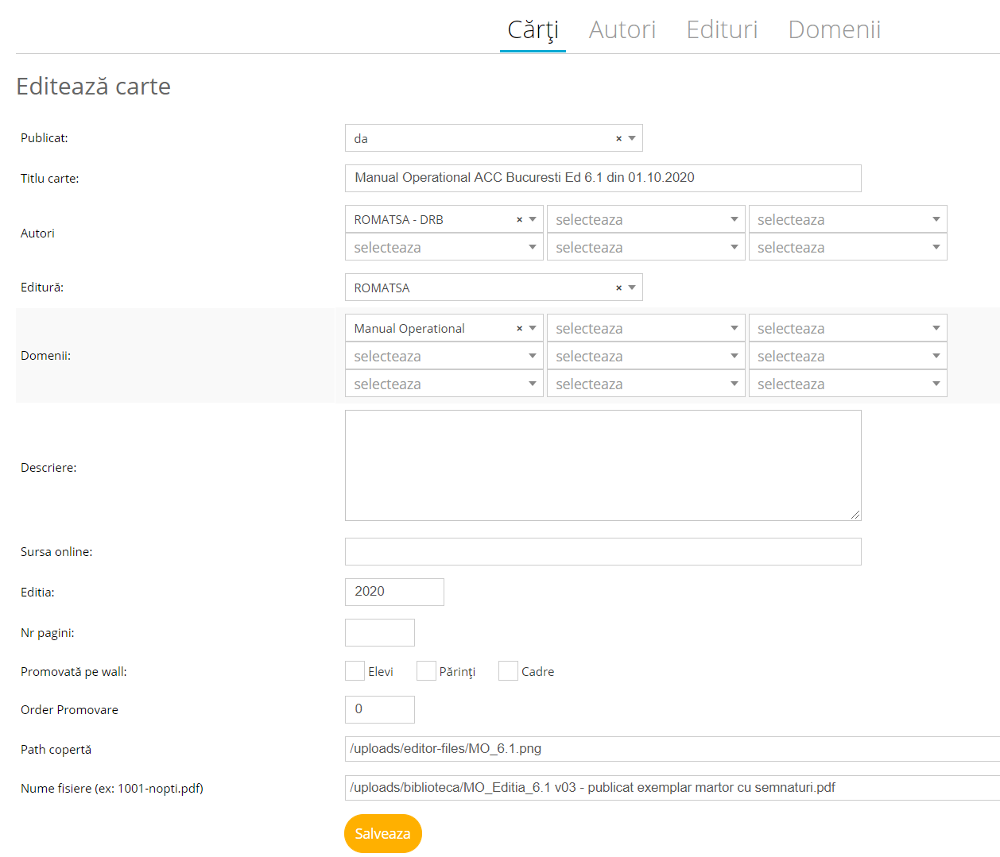 Cărţi Autori Edituri Domenii
Editează carte
Publicat: da × 
Titlu carte: Manual Operational ACC Bucuresti Ed 6.1 din 01.10.2020
Autori
ROMATSA - DRB × selecteaza selecteaza
selecteaza selecteaza selecteaza
Editură: ROMATSA ×
Domenii:
Manual Operational × selecteaza selecteaza
selecteaza selecteaza selecteaza
selecteaza selecteaza selecteaza
Descriere:
Sursa online:
Editia: 2020
Nr pagini:
Promovată pe wall: Elevi Părinţi Cadre
Order Promovare 0
Path copertă /uploads/editor-files/MO_6.1.png
Nume fisiere (ex: 1001-nopti.pdf) /uploads/biblioteca/MO_Editia_6.1 v03 - publicat exemplar martor cu semnaturi.pdf
Salveaza